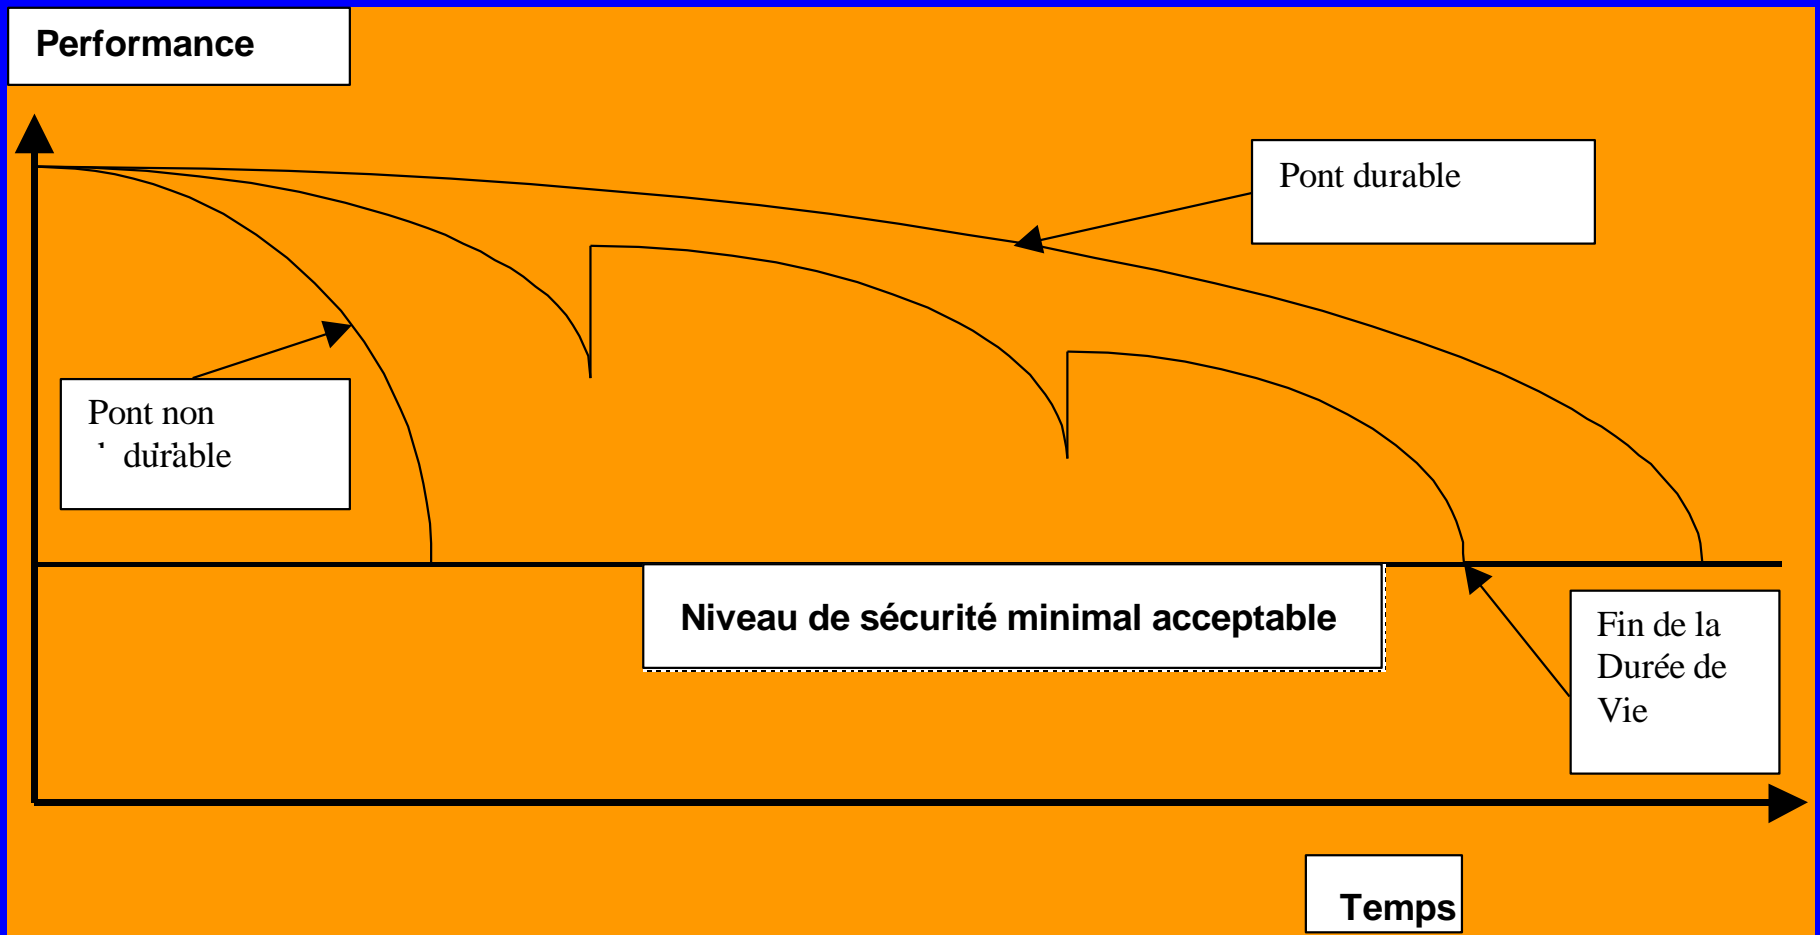 Performance
Pont durable
Pont non
durable
Niveau de sécurité minimal acceptable
Fin de la
Durée de
Vie
Temps